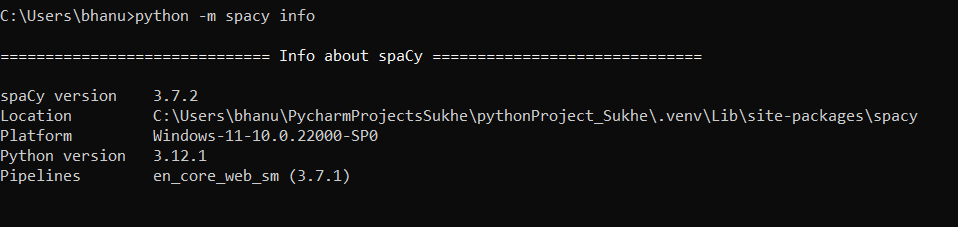 C:\Users\bhanu>python -m spacy info
============================== Info about spaCy ==============================
spaCy version    3.7.2
Location         C:\Users\bhanu\PycharmProjectsSukhe\pythonProject_Sukhe\.venv\Lib\site-packages\spacy
Platform         Windows-11-10.0.22000-SP0
Python version   3.12.1
Pipelines        en_core_web_sm (3.7.1)